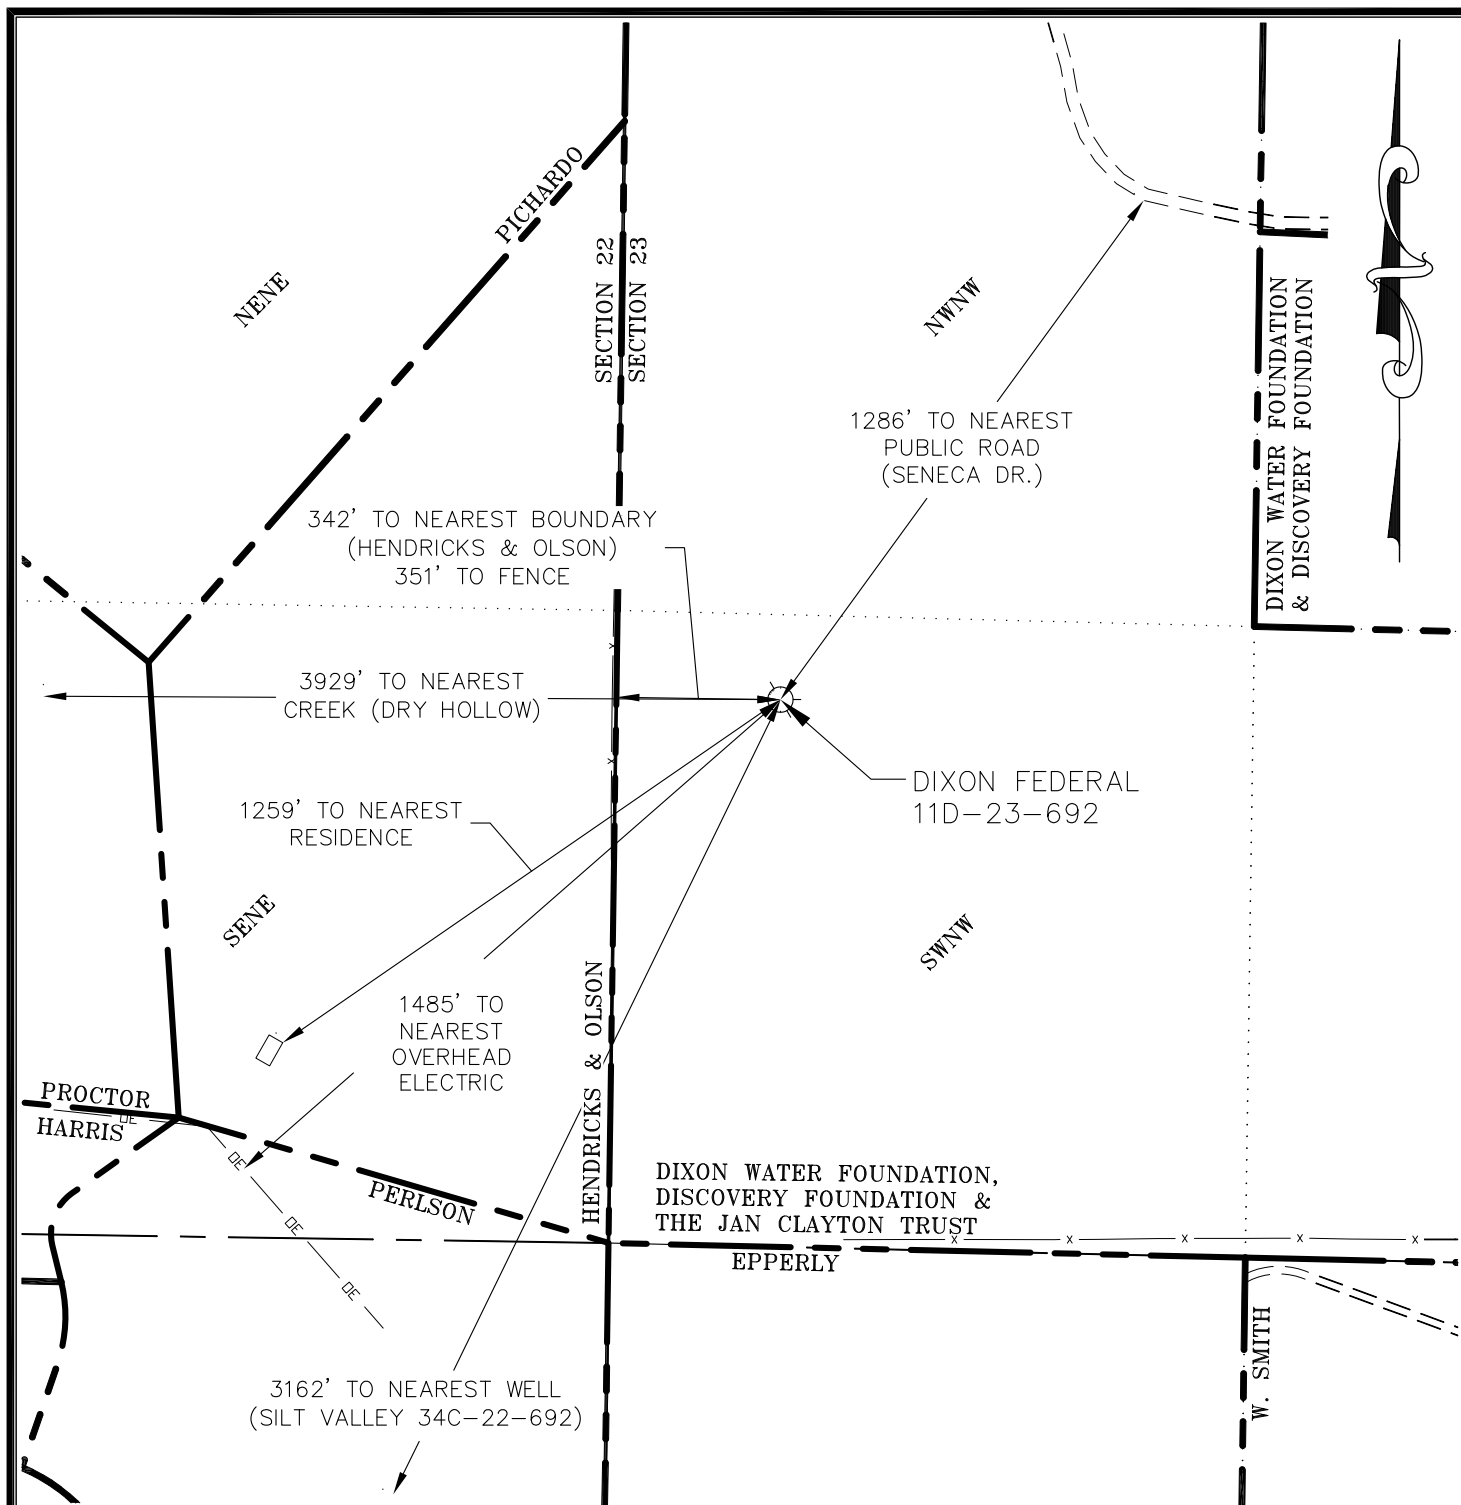 PICHARDO
NENE
SECTION 22
SECTION 23
NWNW
DIXON WATER FOUNDATION
& DISCOVERY FOUNDATION
1286' TO NEAREST
PUBLIC ROAD
(SENECA DR.)
342' TO NEAREST BOUNDARY
(HENDRICKS & OLSON)
351' TO FENCE
3929' TO NEAREST
CREEK (DRY HOLLOW)
DIXON FEDERAL
11D-23-692
1259' TO NEAREST
RESIDENCE
SENE
SWNW
1485' TO
NEAREST
OVERHEAD
ELECTRIC
HENDRICKS & OLSON
PROCTOR
OE
HARRIS
OE
PERLSON
DIXON WATER FOUNDATION,
DISCOVERY FOUNDATION &
THE JAN CLAYTON TRUST
OE
X X X X X
EPPERLY
OE
W. SMITH
3162' TO NEAREST WELL
(SILT VALLEY 34C-22-692)